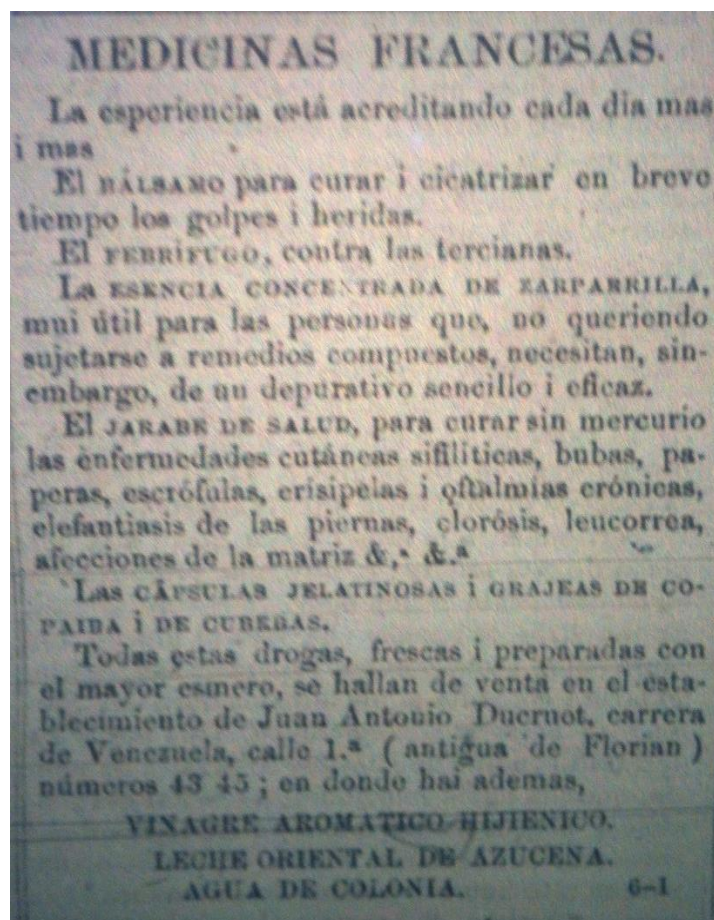 MEDICINAS FRANCESAS.
La esperiencia está acreditando cada dia mas
i mas
El BÁLSAMO para curar i cicatrizar en breve
tiempo los golpes i heridas.
El FEBRÍFUGO, contra las tercianas.
La ESENCIA CONCENTRADA DE ZARPARRILLA,
mui útil para las personas que, no queriendo
sujetarse a remedios compuestos, necesitan, sin-
embargo, de un depurativo sencillo i eficaz.
El JARABE DE SALUD, para curar sin mercurio
las enfermedades cutáneas sifilíticas, bubas, pa-
peras, escrófulas, erisipelas i oftalmías crónicas,
elefantiasis de las piernas, clorósis, leucorrea,
afecciones de la matriz &.ª &.ª
Las CÁPSULAS JELATINOSAS i GRAJEAS DE CO-
PAIBA i DE CUBEBAS.
Todas estas drogas, frescas i preparadas con
el mayor esmero, se hallan de venta en el esta-
blecimiento de Juan Antonio Ducruot, carrera
de Venezuela, calle 1.ª (antigua de Florian)
números 43 45; en donde hai ademas,
VINAGRE AROMATICO HIJIENICO.
LECHE ORIENTAL DE AZUCENA.
AGUA DE COLONIA. 6-1